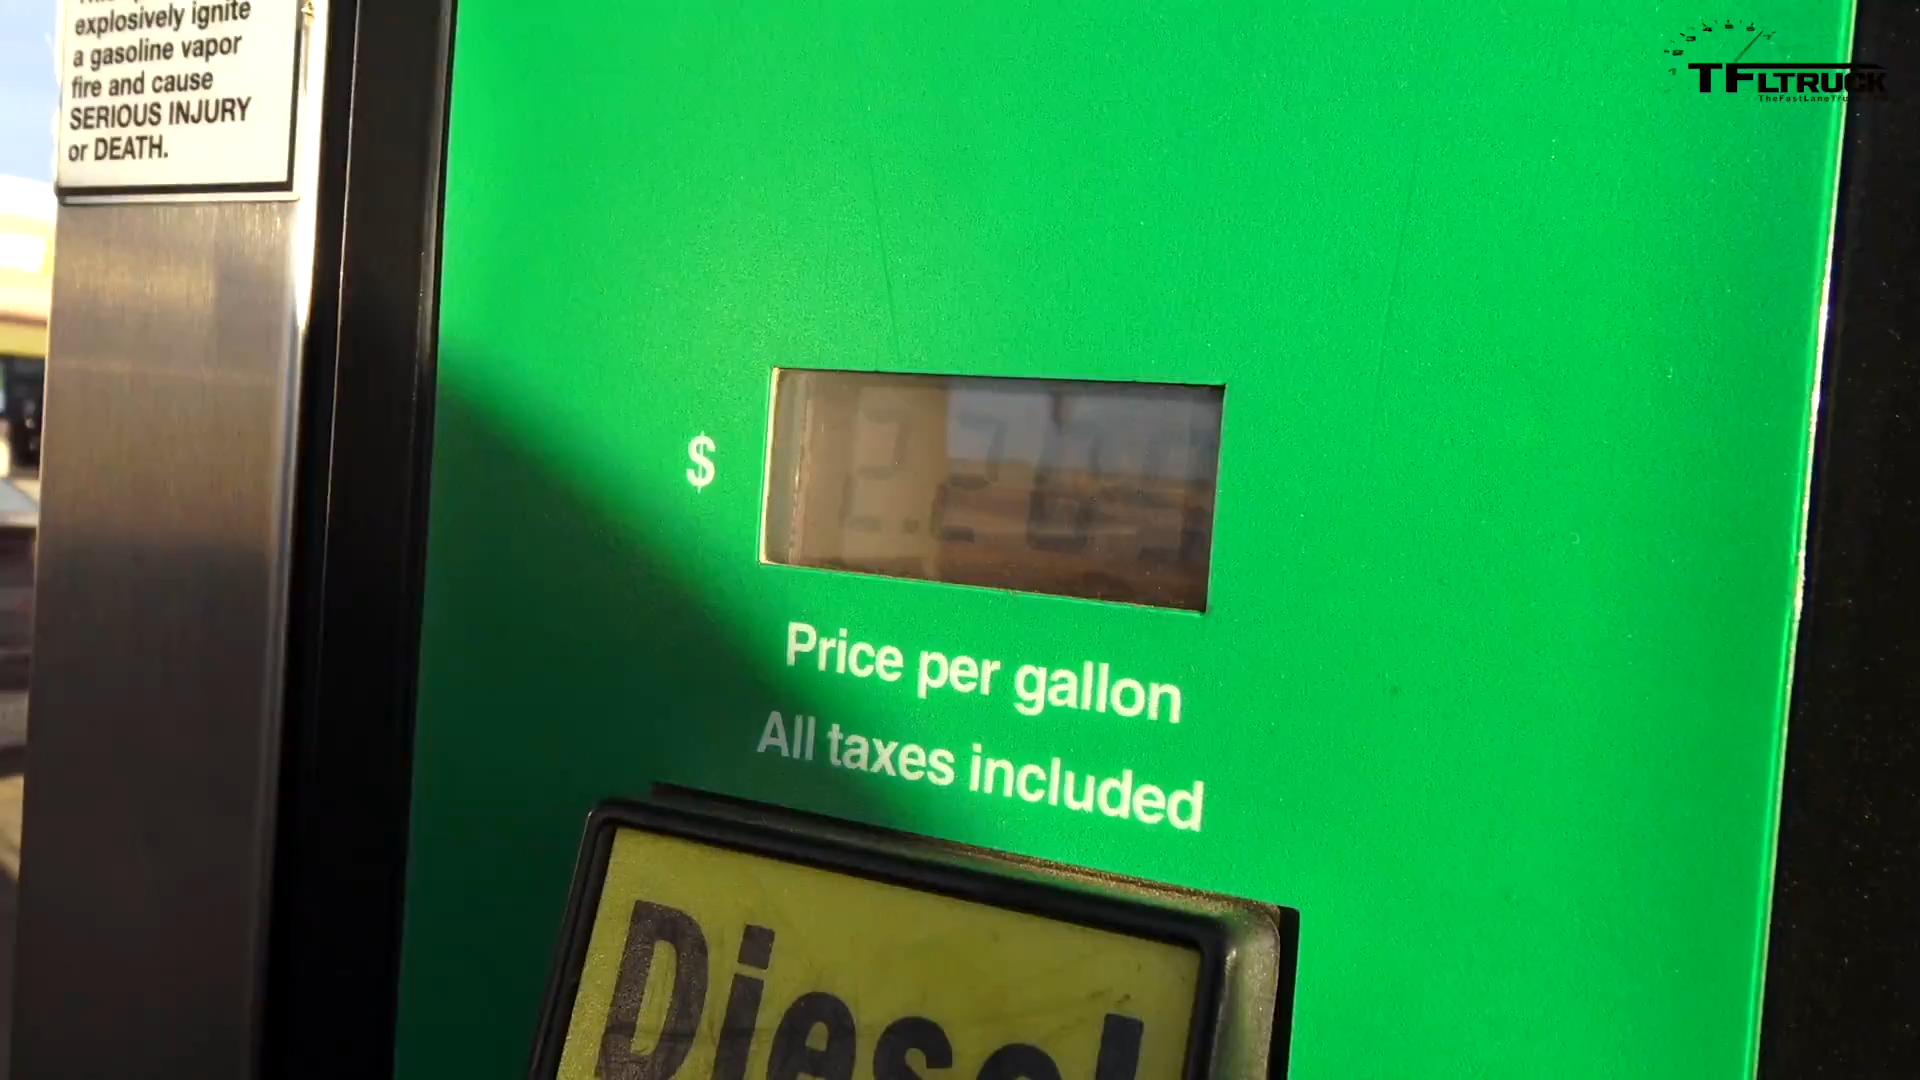 explosively ignite
a gasoline vapor
fire and cause
SERIOUS INJURY
or DEATH.
TFLTRUCK
$
Price per gallon
All taxes included
Diesel